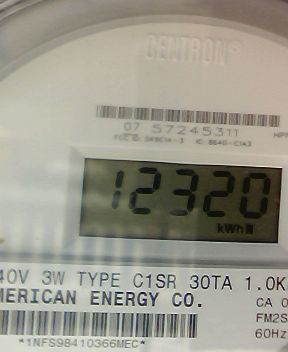 CENTRON®
07 57245311
12320
kWh
40V 3W TYPE C1SR 30TA 1.0K
MERICAN ENERGY CO.
CA 0
FM2S
60Hz
*1NFS98410366MEC*